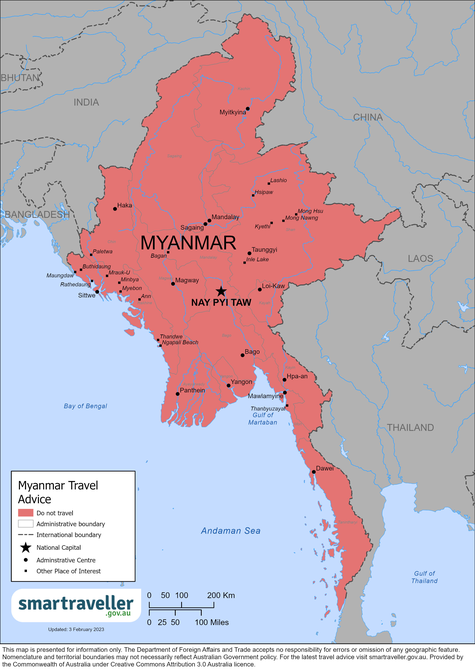 BHUTAN
INDIA
CHINA
Myitkyina
Lashio
Hsipaw
Haka
Mong Hsu
Mong Nawng
BANGLADESH
Mandalay
Sagaing
Kyethi
MYANMAR
Taunggyi
Paletwa
Bagan
Inle Lake
LAOS
Buthidaung
Maungdaw
Mrauk-U
Rathedaung
Minbya
Magway
Loi-Kaw
Myebon
Sittwe
Ann
NAY PYI TAW
Thandwe
Ngapali Beach
Bago
Hpa-an
Yangon
Panthein
Mawlamyine
Thanbyuzayat
Bay of Bengal
Gulf of
Martaban
THAILAND
Dawei
Myanmar Travel
Advice
Do not travel
Administrative boundary
International boundary
National Capital
Adminstrative Centre
Other Place of Interest
Andaman Sea
Gulf of
Thailand
smartraveller
.gov.au
Updated: 3 February 2023
0 50 100 200 Km
0 25 50 100 Miles
This map is presented for information only. The Department of Foreign Affairs and Trade accepts no responsibility for errors or omission of any geographic feature.
Nomenclature and territorial boundaries may not necessarily reflect Australian Government policy. For the latest travel advice visit smartraveller.gov.au. Provided by
the Commonwealth of Australia under Creative Commons Attribution 3.0 Australia licence.